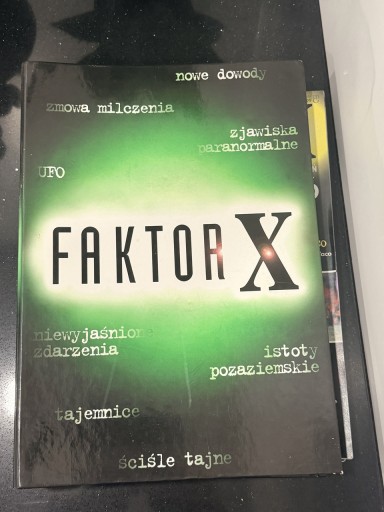 nowe dowody
zmowa milczenia
zjawiska
paranormalne
UFO
FAKTOR X
niewyjaśnione
zdarzenia
istoty
pozaziemskie
tajemnice
ściśle tajne